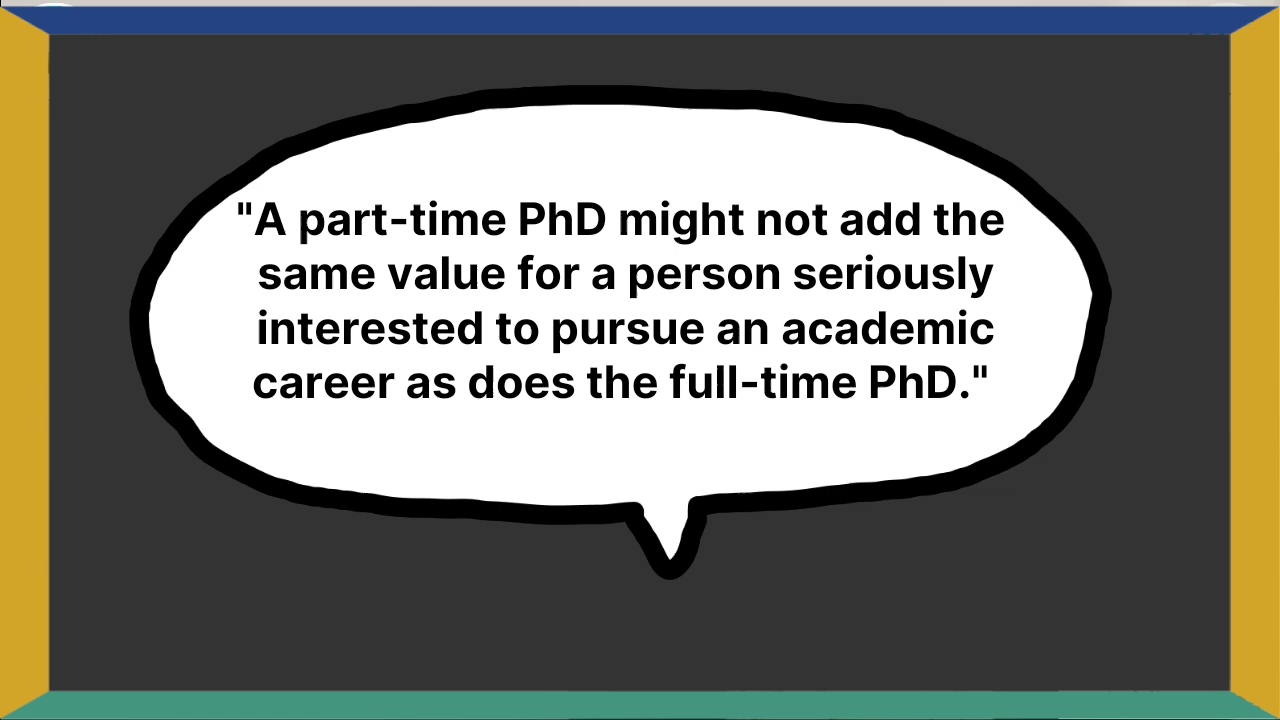 "A part-time PhD might not add the
same value for a person seriously
interested to pursue an academic
career as does the full-time PhD."